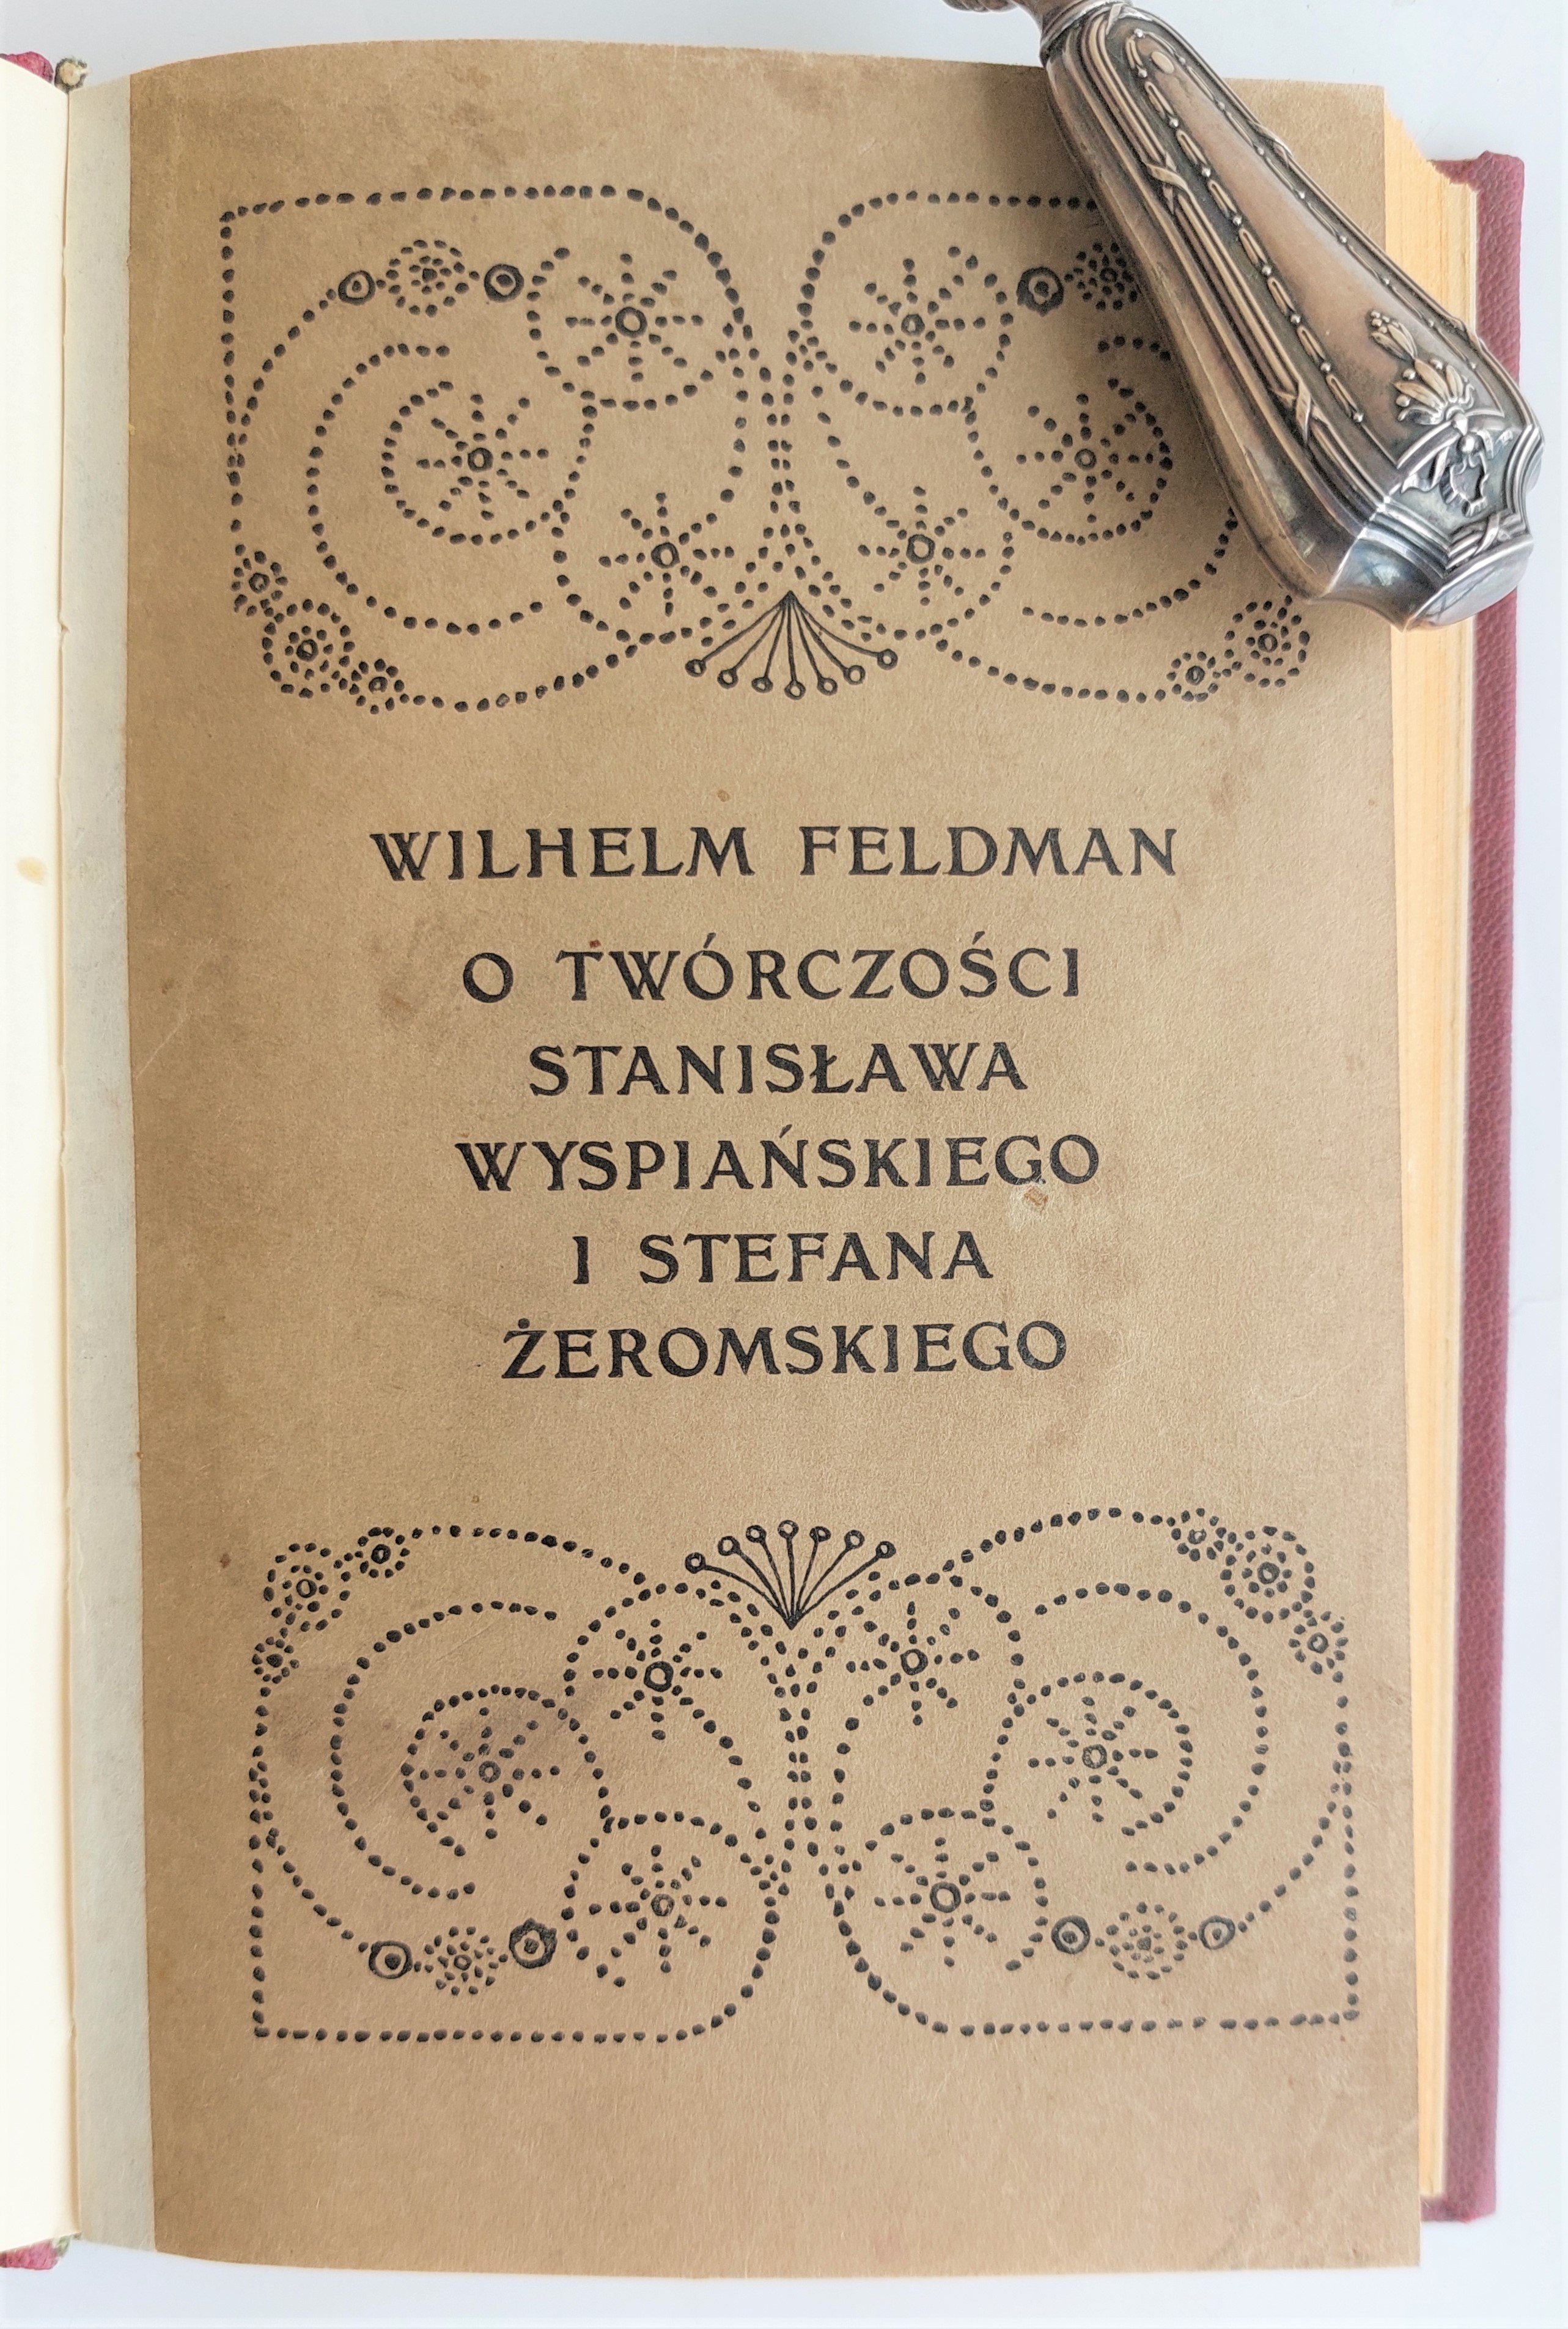 WILHELM FELDMAN
O TWÓRCZOŚCI
STANISŁAWA
WYSPIAŃSKIEGO
I STEFANA
ŻEROMSKIEGO